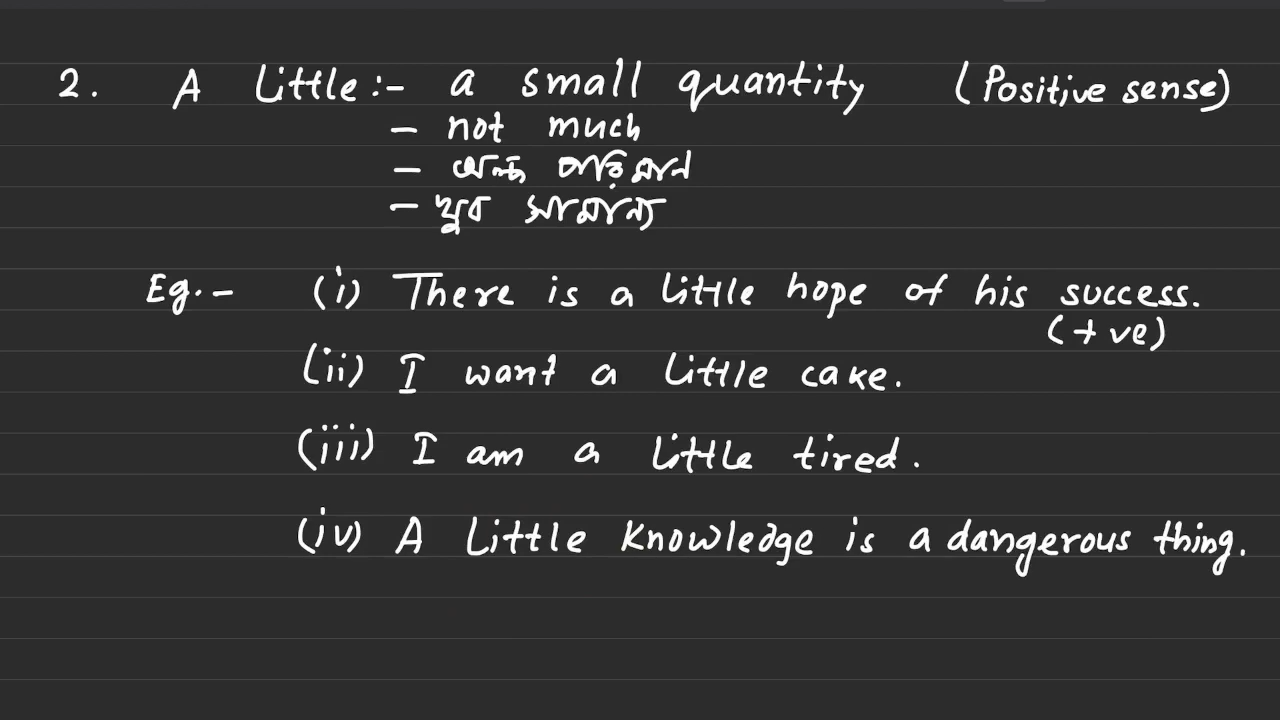 2. A Little:- a small quantity (Positive sense)
- not much
- পরিমান
- খুব সামান্য
Eg.- (i) There is a little hope of his success.
(+ve)
(ii) I want a little cake.
(iii) I am a little tired.
(iv) A little knowledge is a dangerous thing.